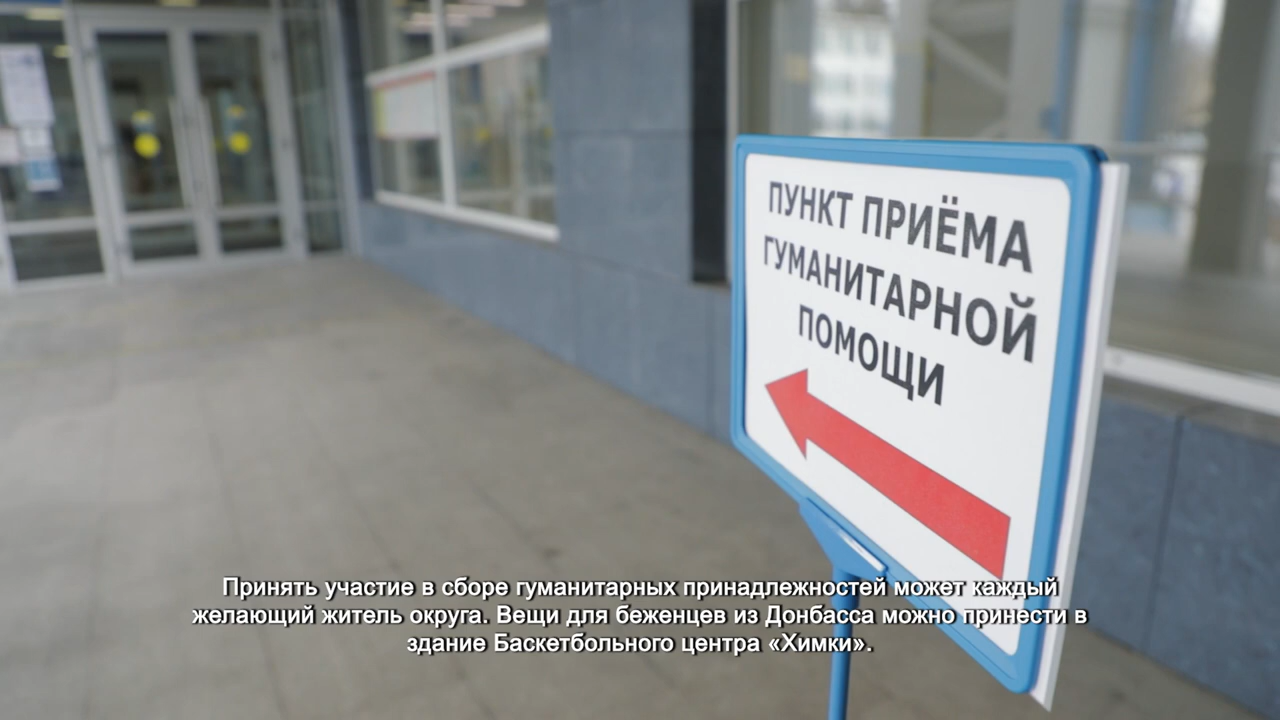 ПУНКТ ПРИЁМА
ГУМАНИТАРНОЙ
ПОМОЩИ
Принять участие в сборе гуманитарных принадлежностей может каждый
желающий житель округа. Вещи для беженцев из Донбасса можно принести в
здание Баскетбольного центра «Химки».